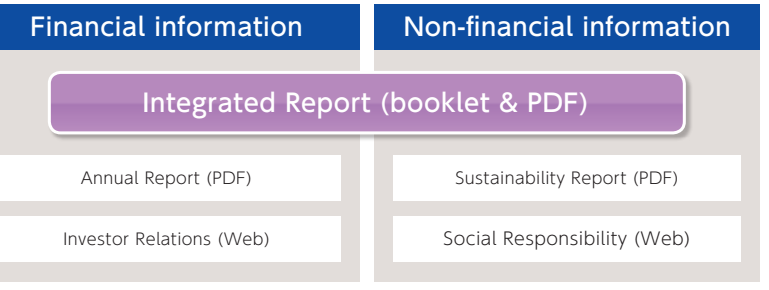 Financial information
Non-financial information
Integrated Report (booklet & PDF)
Annual Report (PDF)
Sustainability Report (PDF)
Investor Relations (Web)
Social Responsibility (Web)